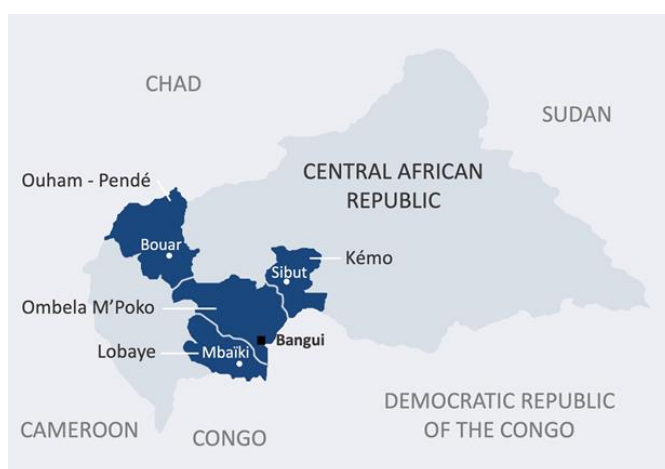 CHAD
SUDAN
CENTRAL AFRICAN
REPUBLIC
Ouham - Pendé
Bouar
Kémo
Sibut
Ombela M'Poko
Bangui
Lobaye
Mbaïki
DEMOCRATIC REPUBLIC
OF THE CONGO
CAMEROON
CONGO